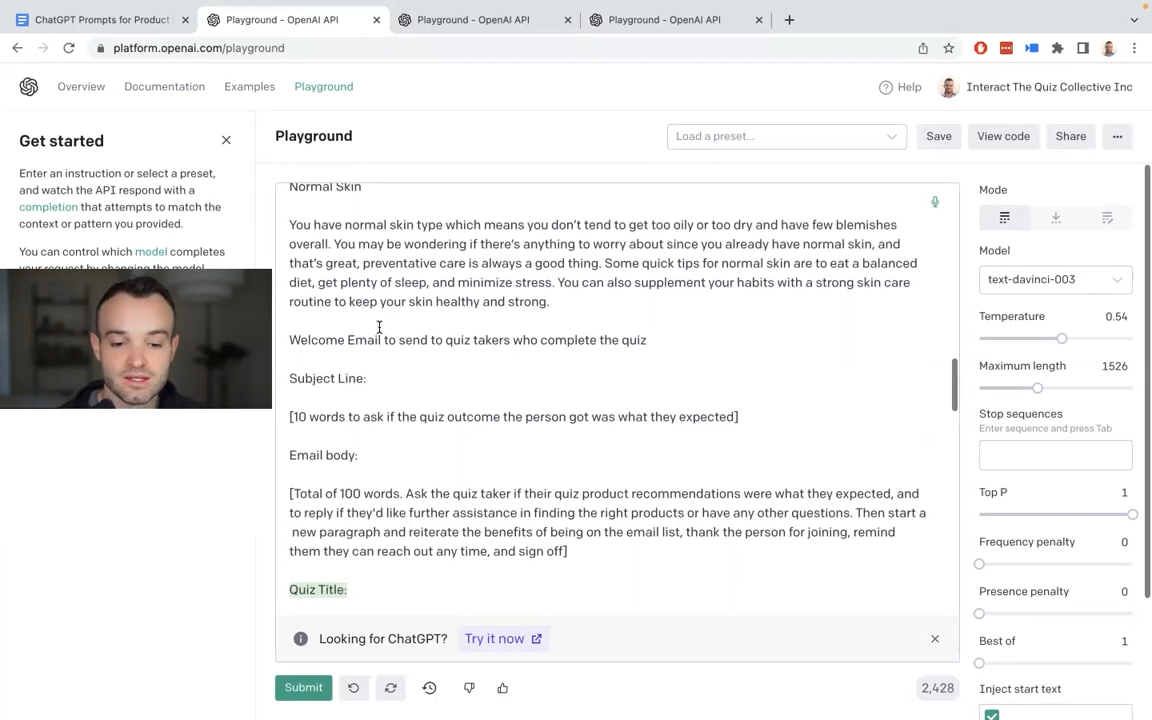 ChatGPT Prompts for Product
Playground - OpenAI API
Playground - OpenAI API
Playground - OpenAI API
platform.openai.com/playground
Overview
Documentation
Examples
Playground
Help
Interact The Quiz Collective Inc
Get started
Enter an instruction or select a preset,
and watch the API respond with a
completion that attempts to match the
context or pattern you provided.
You can control which model completes
your request by changing the model.
Playground
Load a preset...
Save
View code
Share
Normal Skin
You have normal skin type which means you don't tend to get too oily or too dry and have few blemishes
overall. You may be wondering if there's anything to worry about since you already have normal skin, and
that's great, preventative care is always a good thing. Some quick tips for normal skin are to eat a balanced
diet, get plenty of sleep, and minimize stress. You can also supplement your habits with a strong skin care
routine to keep your skin healthy and strong.
Welcome Email to send to quiz takers who complete the quiz
Subject Line:
[10 words to ask if the quiz outcome the person got was what they expected]
Email body:
[Total of 100 words. Ask the quiz taker if their quiz product recommendations were what they expected, and
to reply if they'd like further assistance in finding the right products or have any other questions. Then start a
new paragraph and reiterate the benefits of being on the email list, thank the person for joining, remind
them they can reach out any time, and sign off]
Quiz Title:
Looking for ChatGPT? Try it now
Submit
2,428
Mode
Model
text-davinci-003
Temperature 0.54
Maximum length 1526
Stop sequences
Enter sequence and press Tab
Top P 1
Frequency penalty 0
Presence penalty 0
Best of 1
Inject start text